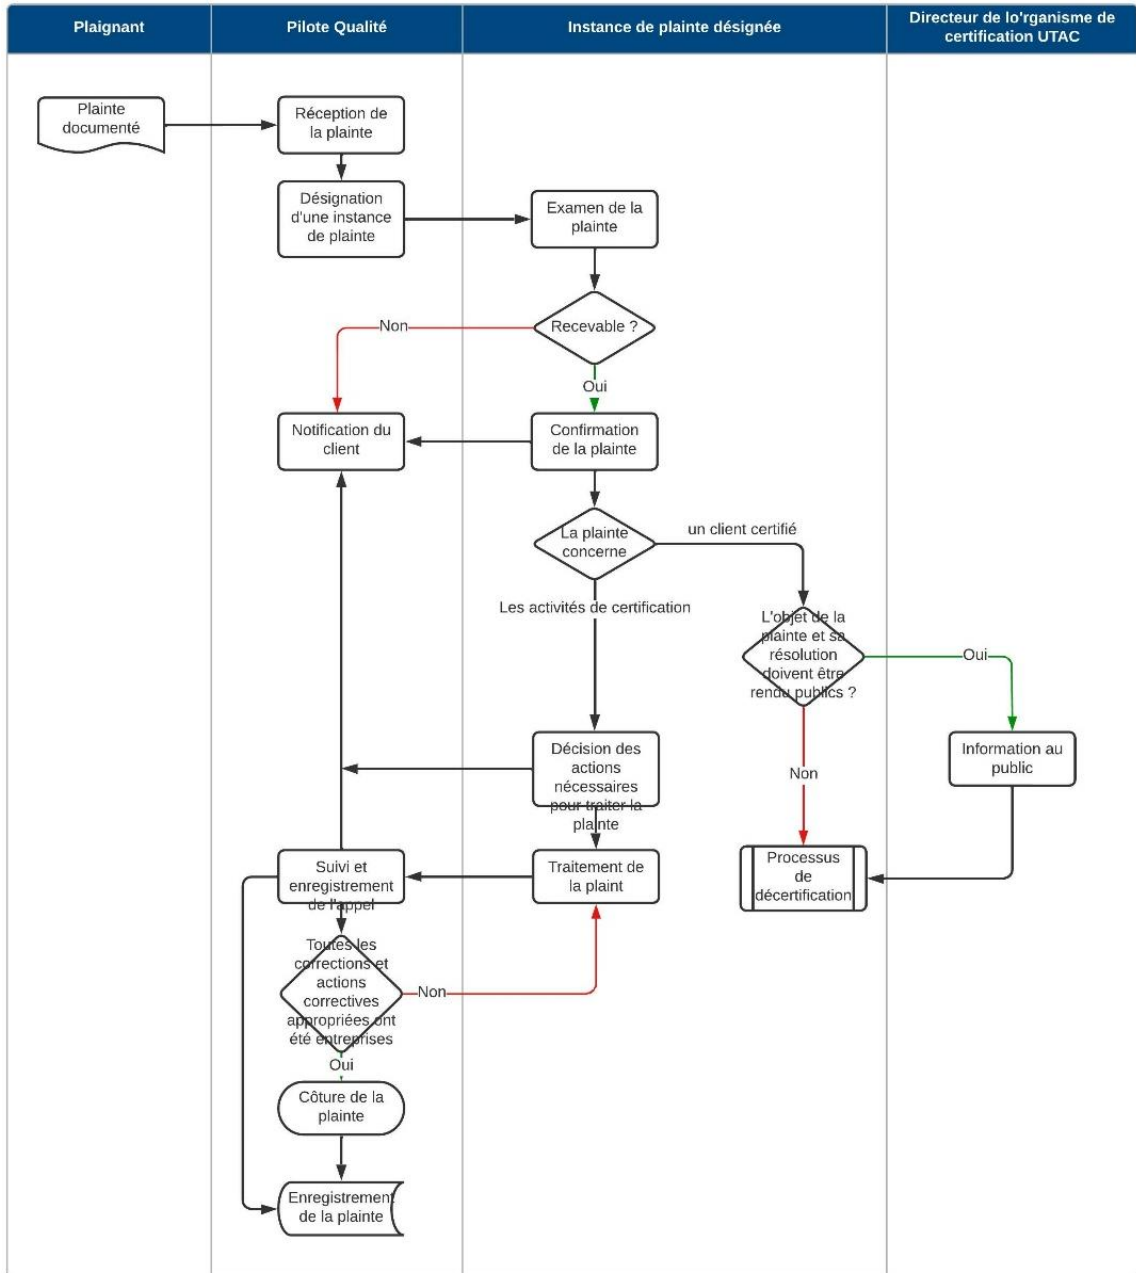 Plaignant
Pilote Qualité
Instance de plainte désignée
Directeur de lo'rganisme de
certification UTAC
Plainte
documenté
Réception de
la plainte
Désignation
d'une instance
de plainte
Examen de la
plainte
Recevable ?
Non
Oui
Notification du
client
Confirmation
de la plainte
La plainte
concerne
un client certifié
Les activités de certification
L'objet de la
plainte et sa
résolution
doivent être
rendu publics ?
Oui
Non
Information au
public
Décision des
actions
nécessaires
pour traiter la
plainte
Processus
de
décertification
Suivi et
enregistrement
de l'appel
Traitement de
la plaint
Toutes les
corrections et
actions
correctives
appropriées ont
été entreprises
Non
Oui
Côture de la
plainte
Enregistrement
de la plainte